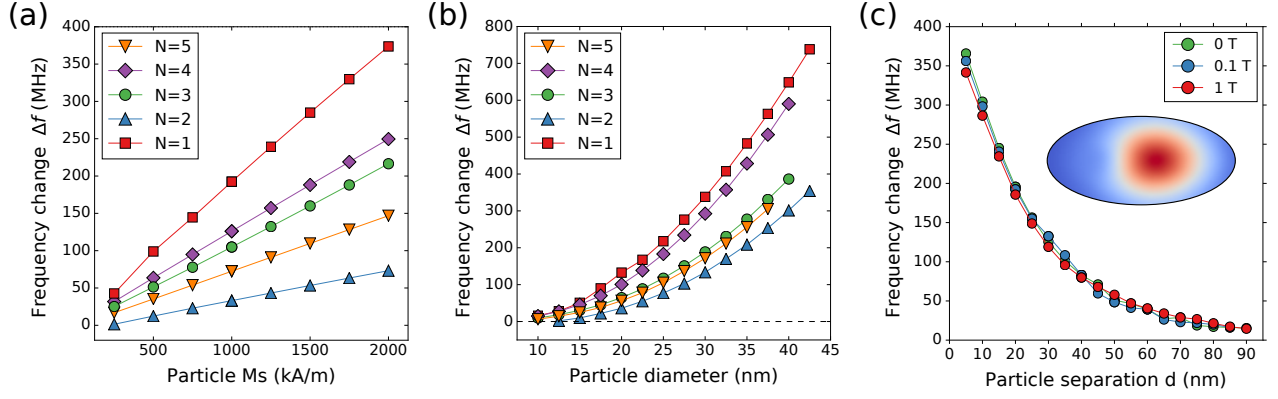 (a)
Frequency change Δf (MHz)
400
350
300
250
200
150
100
50
0
N=5
N=4
N=3
N=2
N=1
500
1000
1500
2000
Particle Ms (kA/m)
(b)
Frequency change Δf (MHz)
800
700
600
500
400
300
200
100
0
N=5
N=4
N=3
N=2
N=1
10
15
20
25
30
35
40
45
Particle diameter (nm)
(c)
Frequency change Δf (MHz)
400
350
300
250
200
150
100
50
0
0 T
0.1 T
1 T
0
10
20
30
40
50
60
70
80
90
Particle separation d (nm)